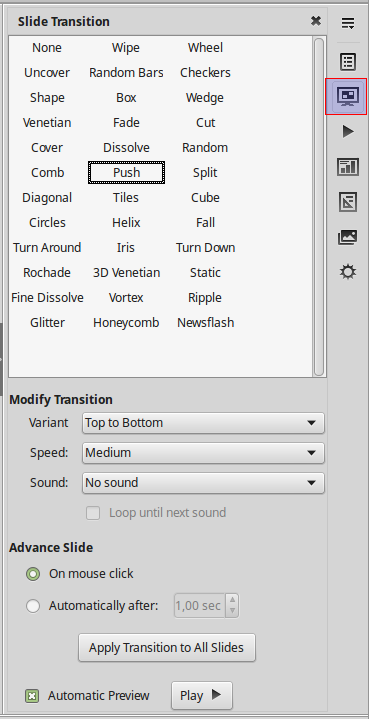 Slide Transition
None Wipe Wheel
Uncover Random Bars Checkers
Shape Box Wedge
Venetian Fade Cut
Cover Dissolve Random
Comb Push Split
Diagonal Tiles Cube
Circles Helix Fall
Turn Around Iris Turn Down
Rochade 3D Venetian Static
Fine Dissolve Vortex Ripple
Glitter Honeycomb Newsflash
Modify Transition
Variant Top to Bottom
Speed: Medium
Sound: No sound
Loop until next sound
Advance Slide
On mouse click
Automatically after: 1,00 sec
Apply Transition to All Slides
Automatic Preview Play